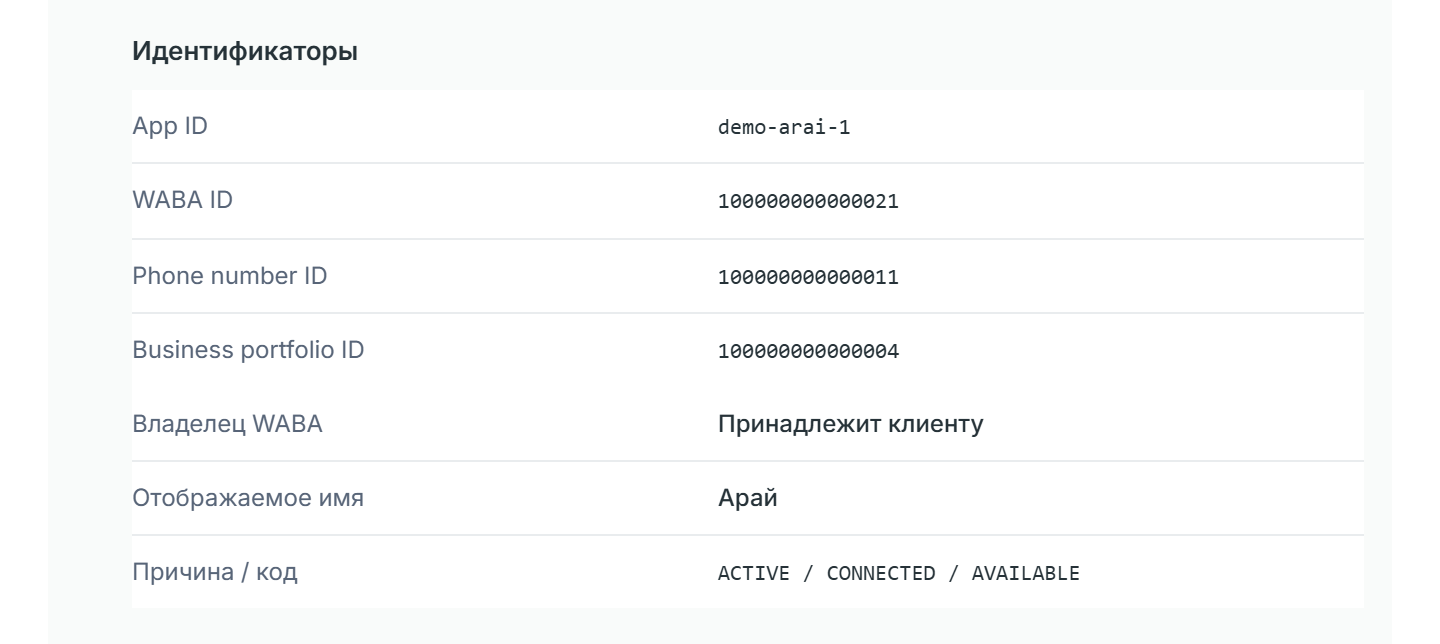 Идентификаторы
App ID demo-arai-1
WABA ID 100000000000021
Phone number ID 100000000000011
Business portfolio ID 100000000000004
Владелец WABA Принадлежит клиенту
Отображаемое имя Арай
Причина / код ACTIVE / CONNECTED / AVAILABLE